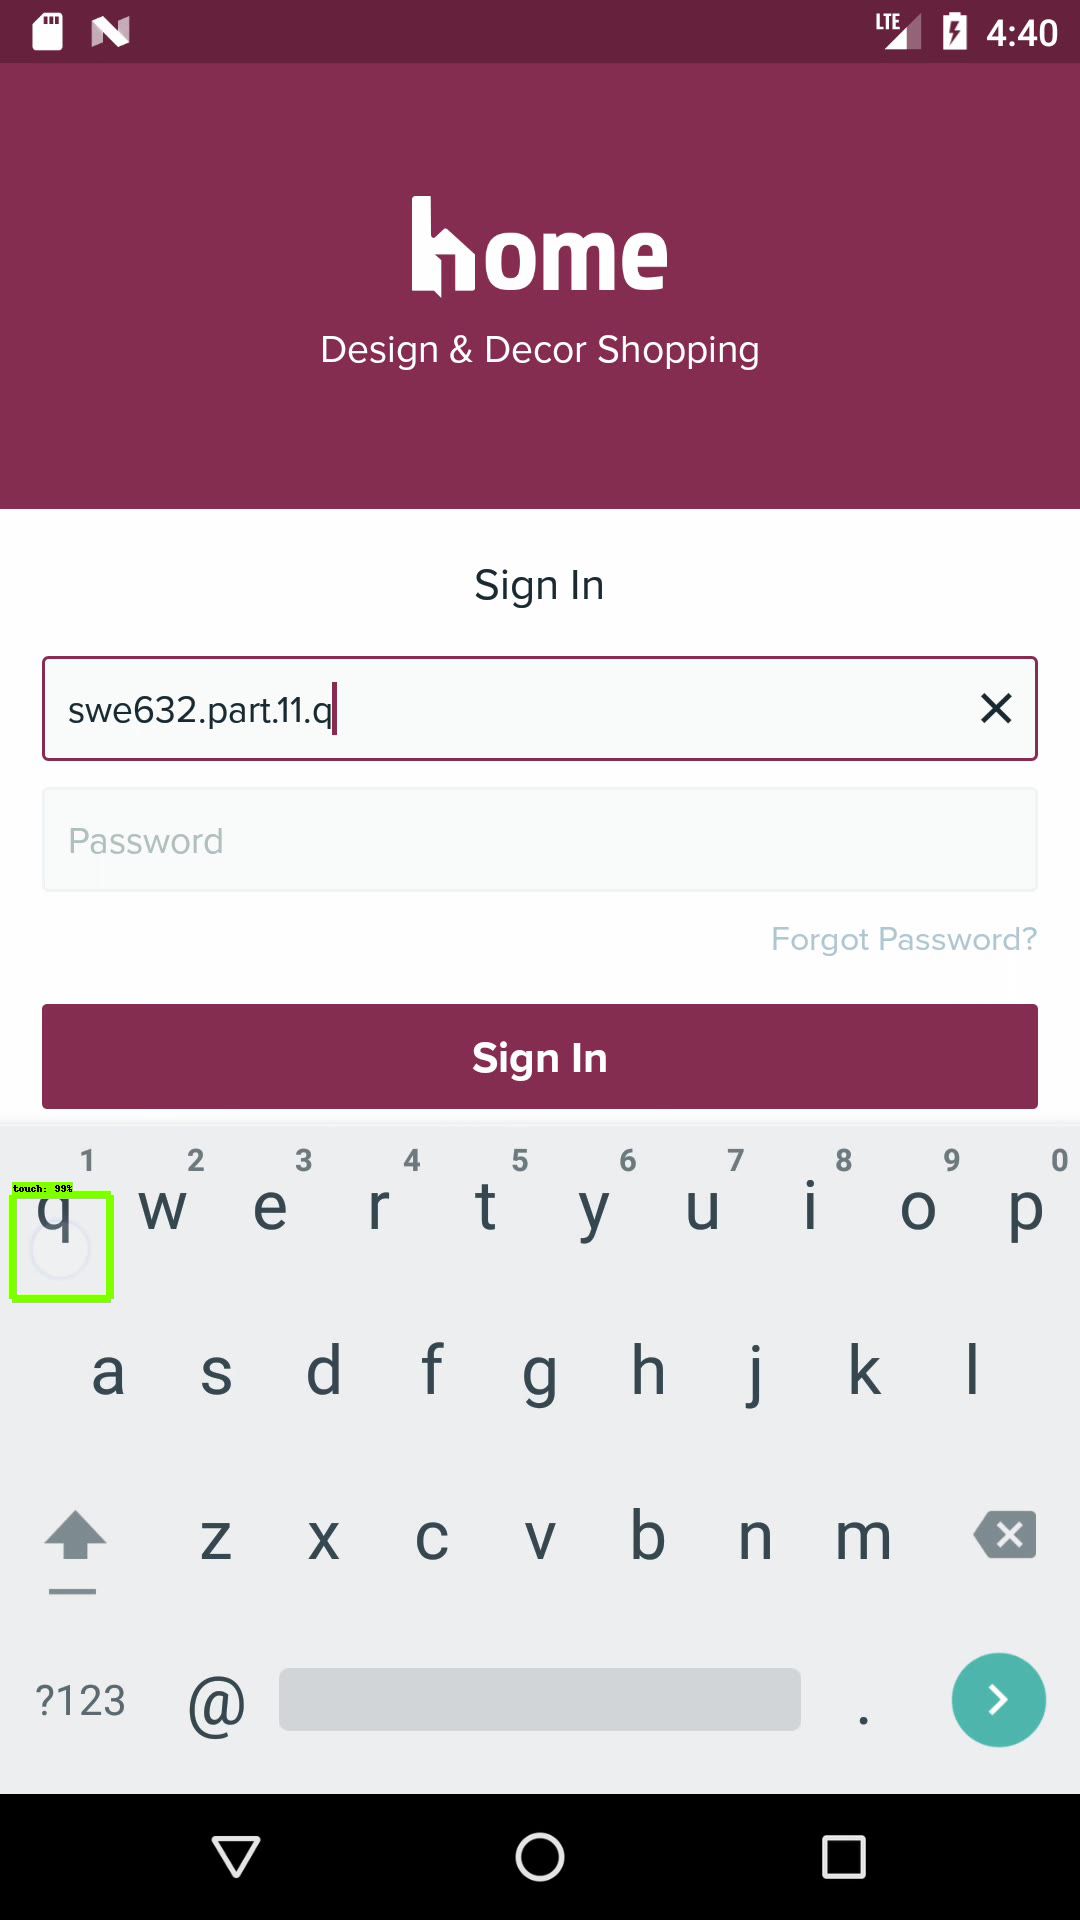 LTE 4:40
home
Design & Decor Shopping
Sign In
swe632.part.11.q
Password
Forgot Password?
Sign In
1 2 3 4 5 6 7 8 9 0
touch: 99%
q w e r t y u i o p
a s d f g h j k l
z x c v b n m
?123 @ .